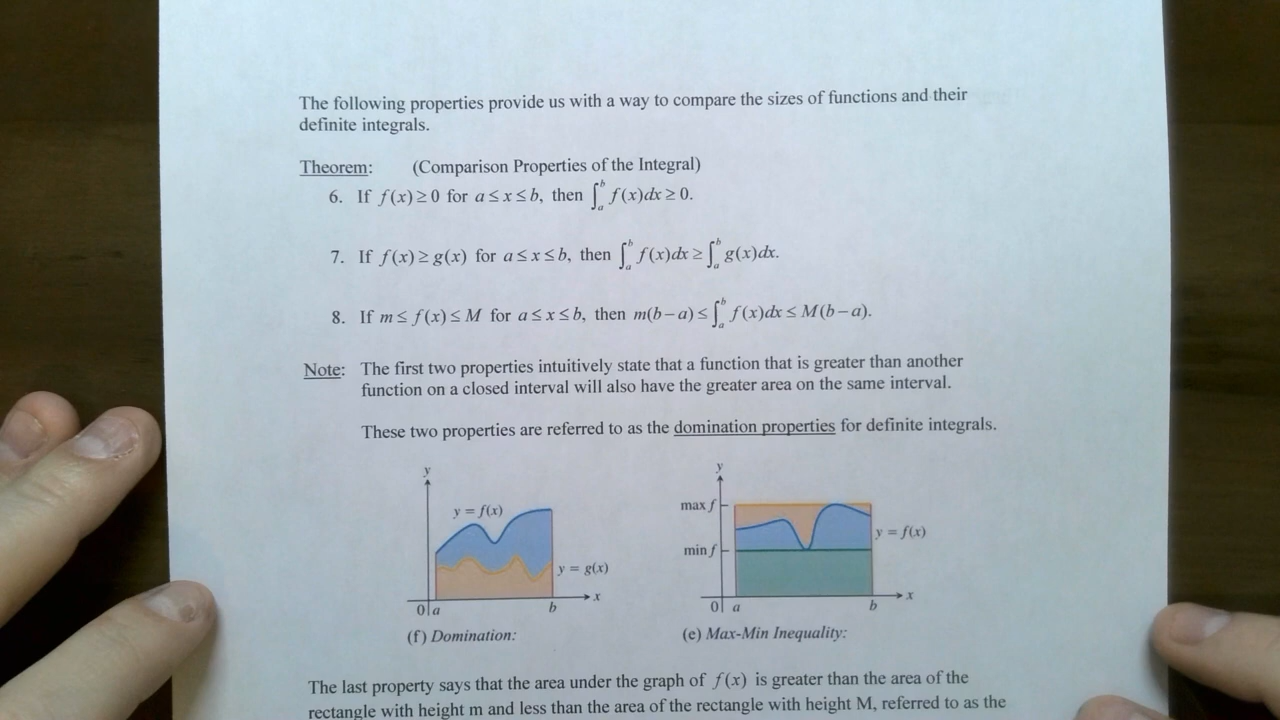 The following properties provide us with a way to compare the sizes of functions and their
definite integrals.
Theorem: (Comparison Properties of the Integral)
6. If f(x) ≥ 0 for a ≤ x ≤ b, then ∫_a^b f(x)dx ≥ 0.
7. If f(x) ≥ g(x) for a ≤ x ≤ b, then ∫_a^b f(x)dx ≥ ∫_a^b g(x)dx.
8. If m ≤ f(x) ≤ M for a ≤ x ≤ b, then m(b−a) ≤ ∫_a^b f(x)dx ≤ M(b−a).
Note: The first two properties intuitively state that a function that is greater than another
function on a closed interval will also have the greater area on the same interval.
These two properties are referred to as the domination properties for definite integrals.
y
y = f(x)
y = g(x)
0 a b x
(f) Domination:
y
max f
y = f(x)
min f
0 a b x
(e) Max-Min Inequality:
The last property says that the area under the graph of f(x) is greater than the area of the
rectangle with height m and less than the area of the rectangle with height M, referred to as the